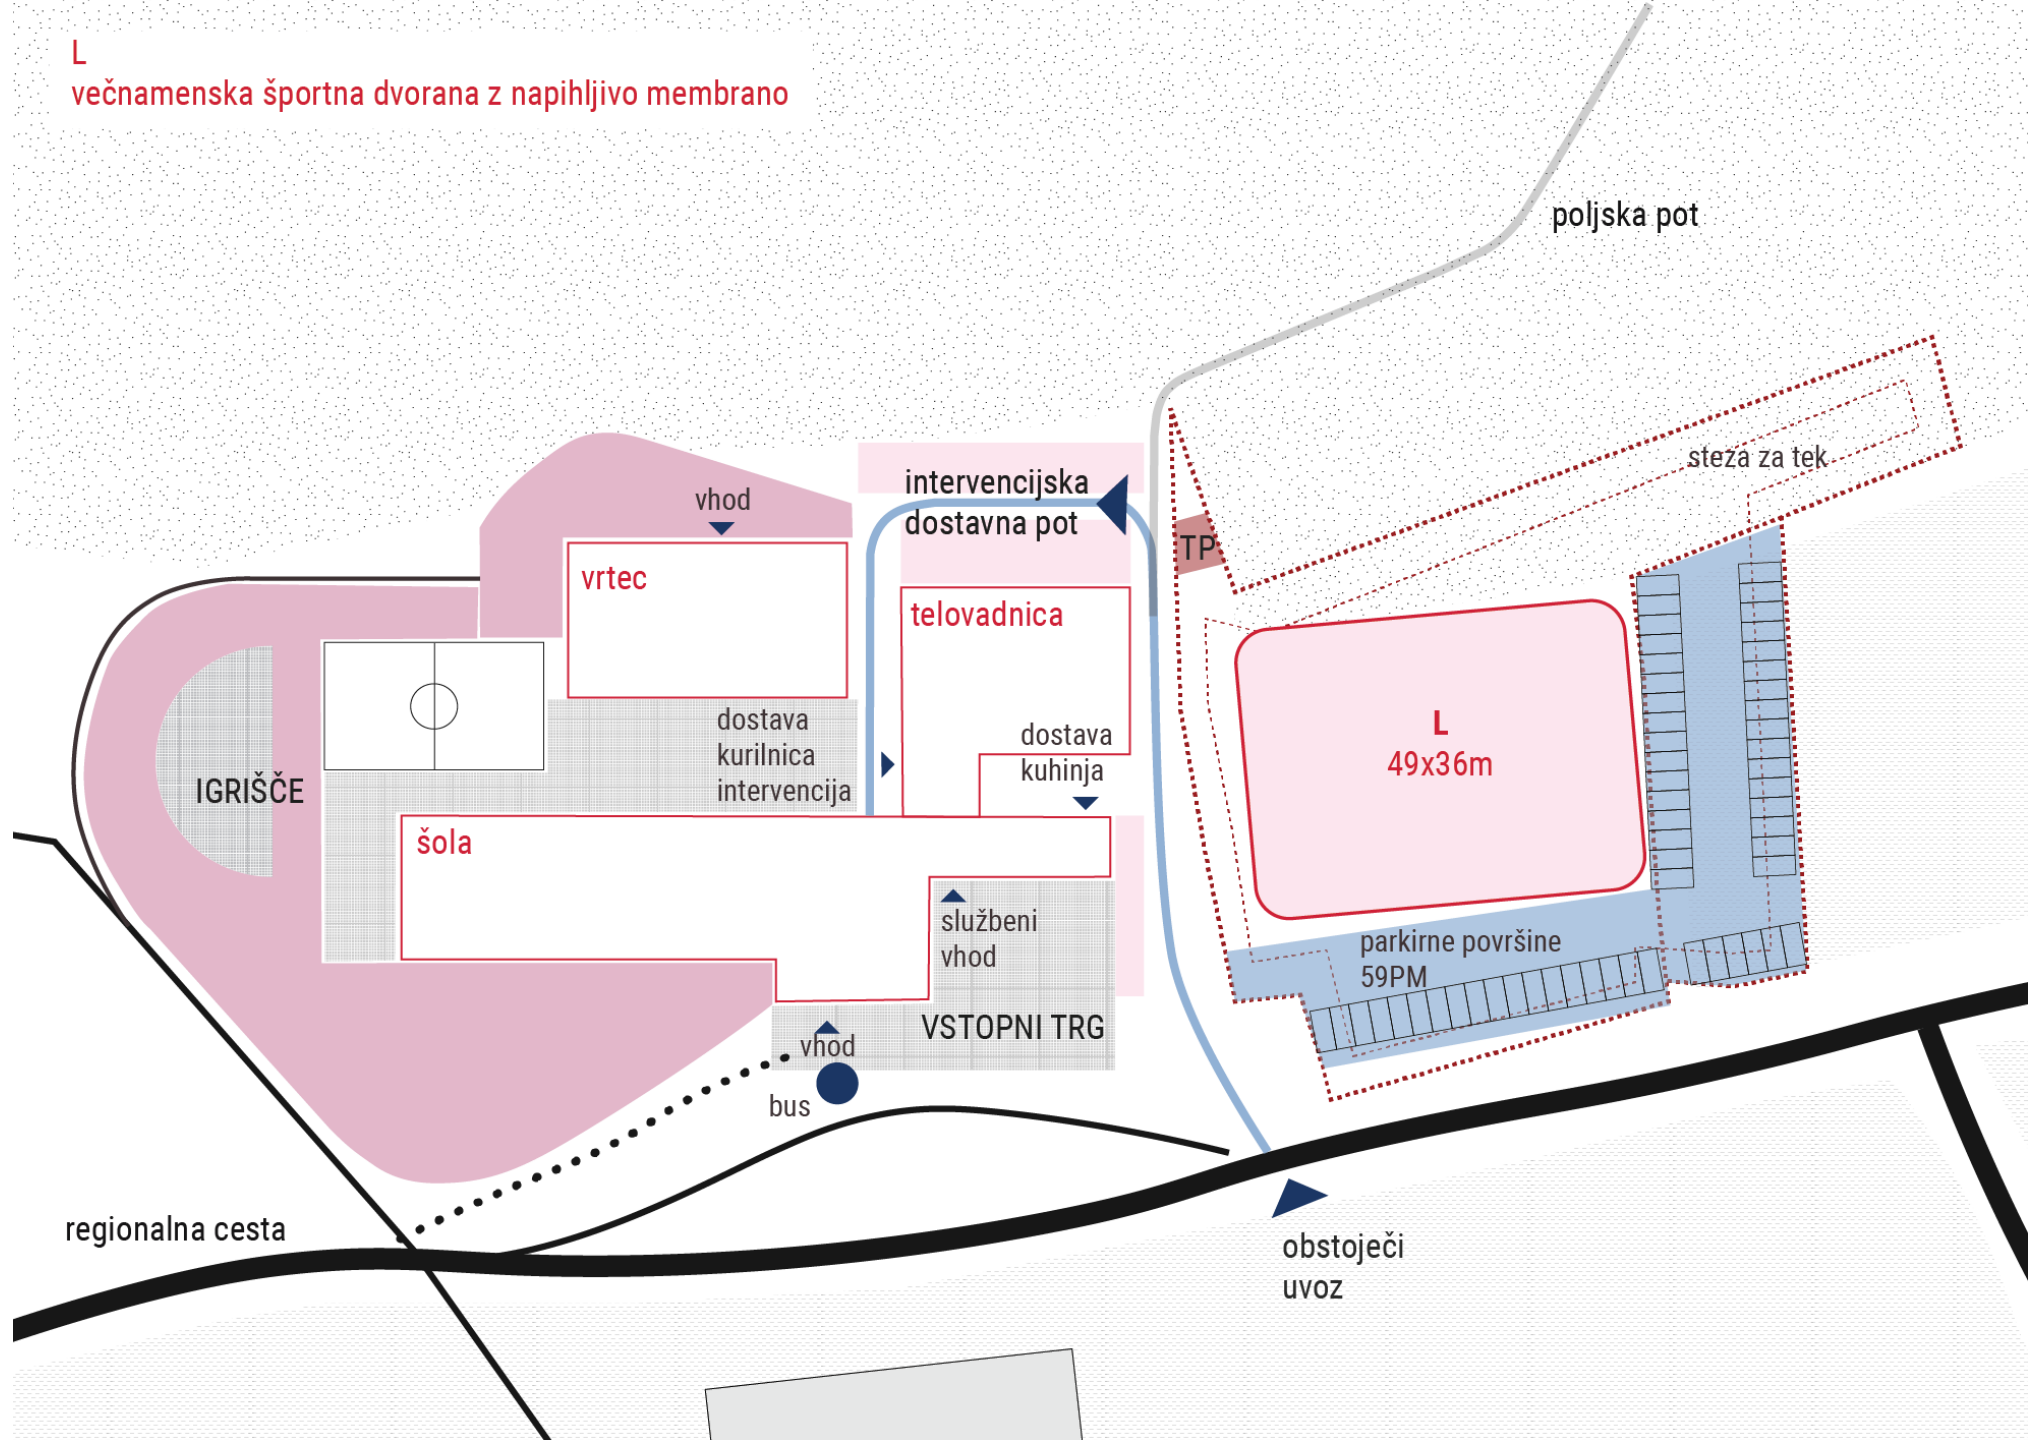 L
večnamenska športna dvorana z napihljivo membrano
poljska pot
steza za tek
intervencijska
dostavna pot
vhod
TP
vrtec
telovadnica
L
49x36m
dostava
kurilnica
intervencija
dostava
kuhinja
IGRIŠČE
šola
službeni
vhod
parkirne površine
59PM
VSTOPNI TRG
vhod
bus
regionalna cesta
obstoječi
uvoz